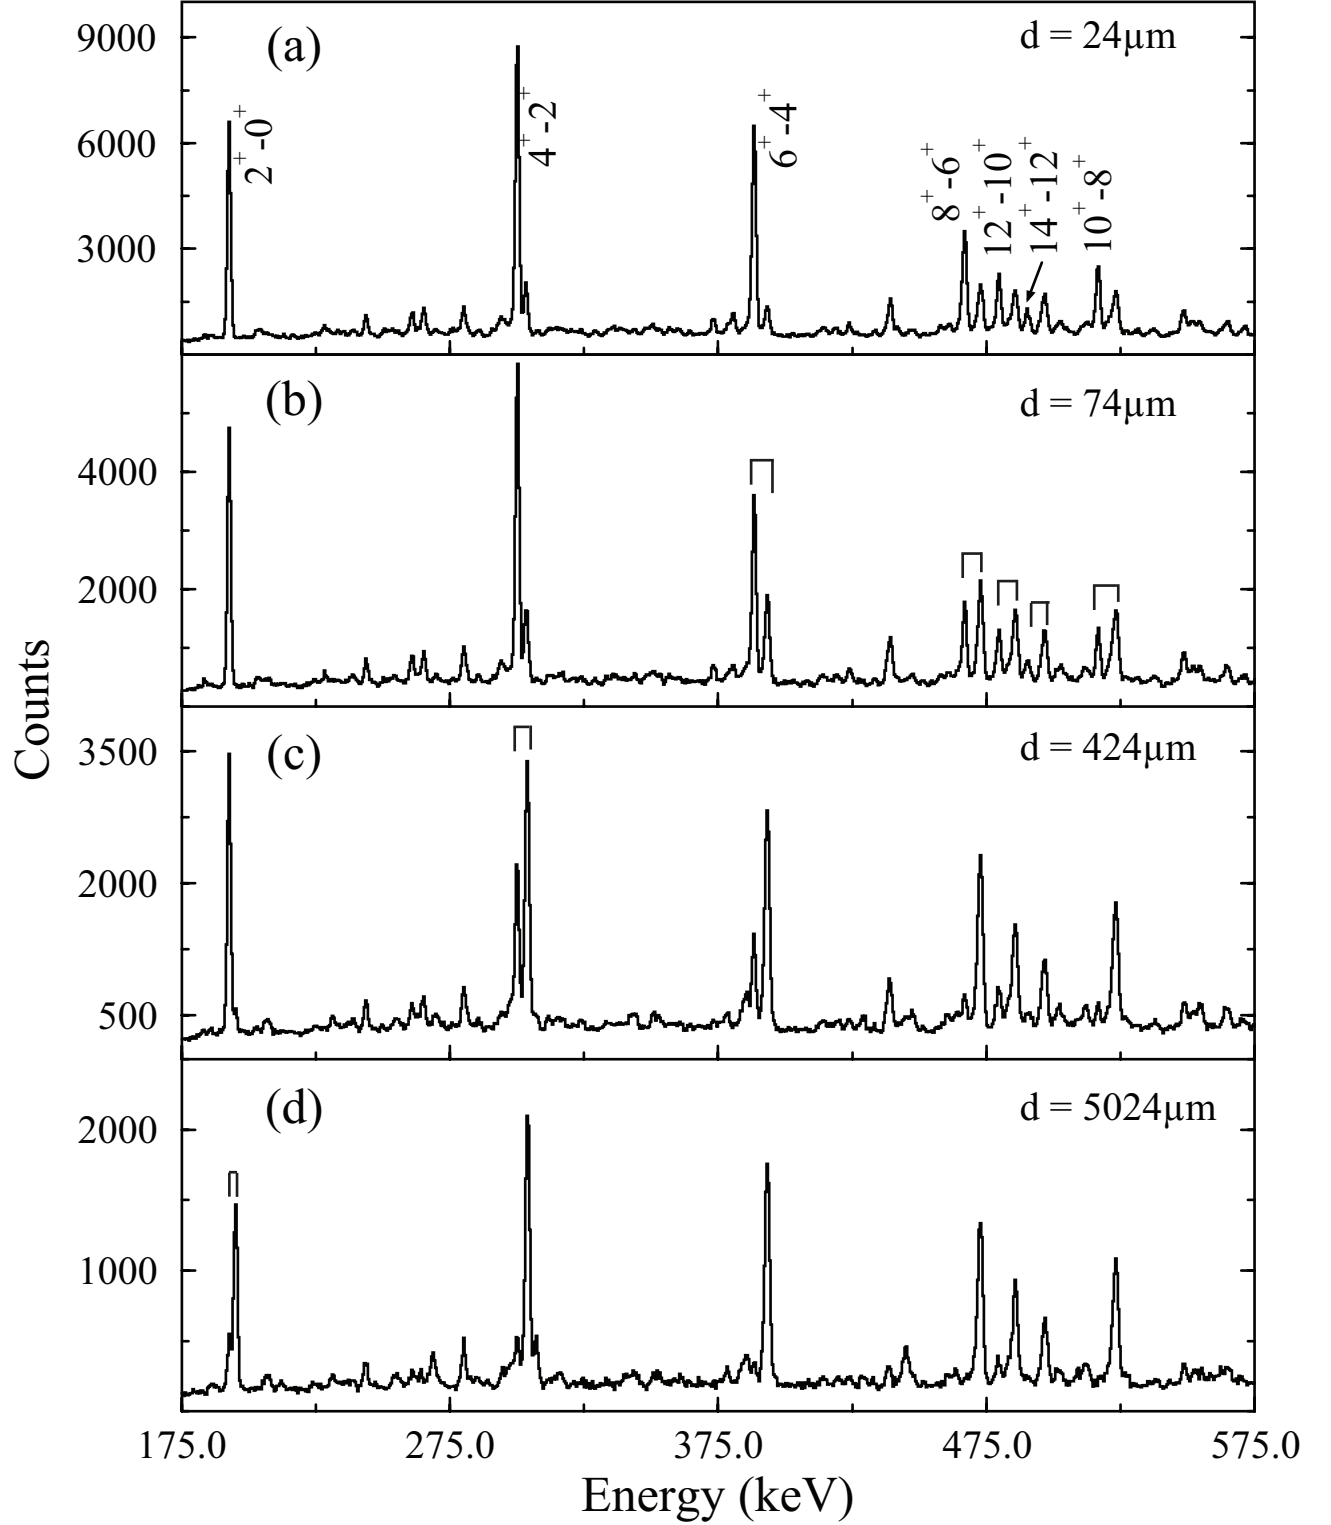 (a)
d = 24µm
9000
6000
3000
2⁺-0⁺
4⁺-2⁺
6⁺-4⁺
8⁺-6⁺
12⁺-10⁺
14⁺-12⁺
10⁺-8⁺
(b)
d = 74µm
4000
2000
(c)
d = 424µm
3500
2000
500
(d)
d = 5024µm
2000
1000
Counts
175.0 275.0 375.0 475.0 575.0
Energy (keV)